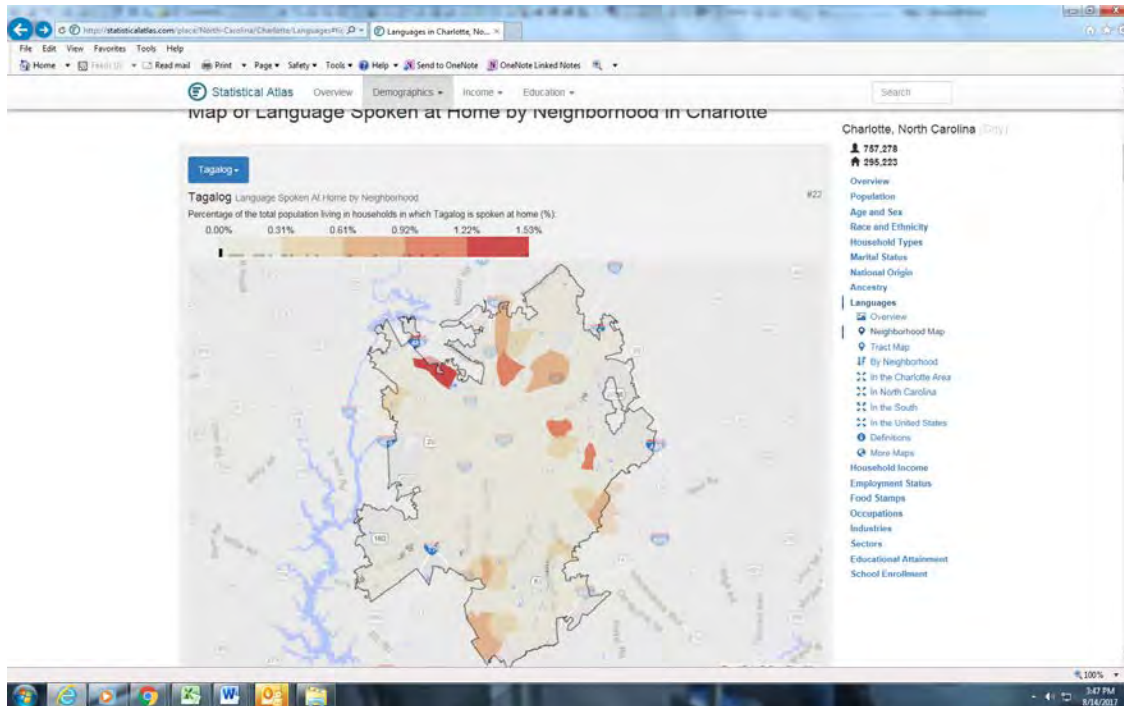 http://statisticalatlas.com/place/North-Carolina/Charlotte/Languages#fi
Languages in Charlotte, No...
File Edit View Favorites Tools Help
Home Read mail Print Page Safety Tools Help Send to OneNote OneNote Linked Notes
Statistical Atlas Overview Demographics Income Education Search
Map of Language Spoken at Home by Neighborhood in Charlotte
Tagalog
Tagalog Language Spoken At Home by Neighborhood #22
Percentage of the total population living in households in which Tagalog is spoken at home (%):
0.00% 0.31% 0.61% 0.92% 1.22% 1.53%
160
Charlotte, North Carolina (City)
757,278
295,223
Overview
Population
Age and Sex
Race and Ethnicity
Household Types
Marital Status
National Origin
Ancestry
Languages
Overview
Neighborhood Map
Tract Map
By Neighborhood
In the Charlotte Area
In North Carolina
In the South
In the United States
Definitions
More Maps
Household Income
Employment Status
Food Stamps
Occupations
Industries
Sectors
Educational Attainment
School Enrollment
100%
3:47 PM
8/14/2017